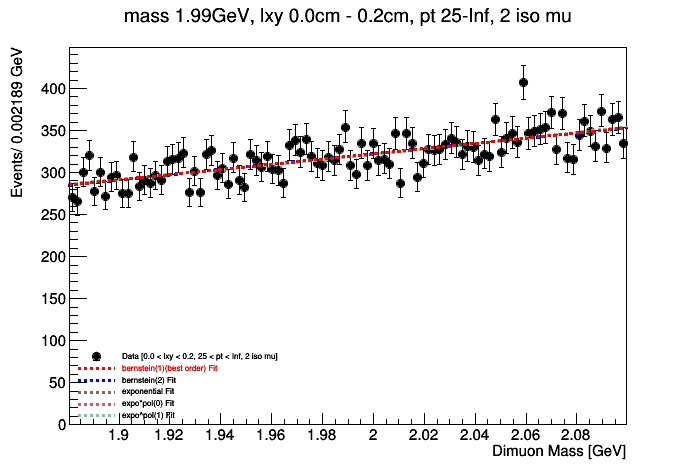 mass 1.99GeV, lxy 0.0cm - 0.2cm, pt 25-Inf, 2 iso mu
Events/ 0.002189 GeV
400
350
300
250
200
150
100
50
0
Data [0.0 < lxy < 0.2, 25 < pt < Inf, 2 iso mu]
bernstein(1)(best order) Fit
bernstein(2) Fit
exponential Fit
expo*pol(0) Fit
expo*pol(1) Fit
1.9 1.92 1.94 1.96 1.98 2 2.02 2.04 2.06 2.08
Dimuon Mass [GeV]